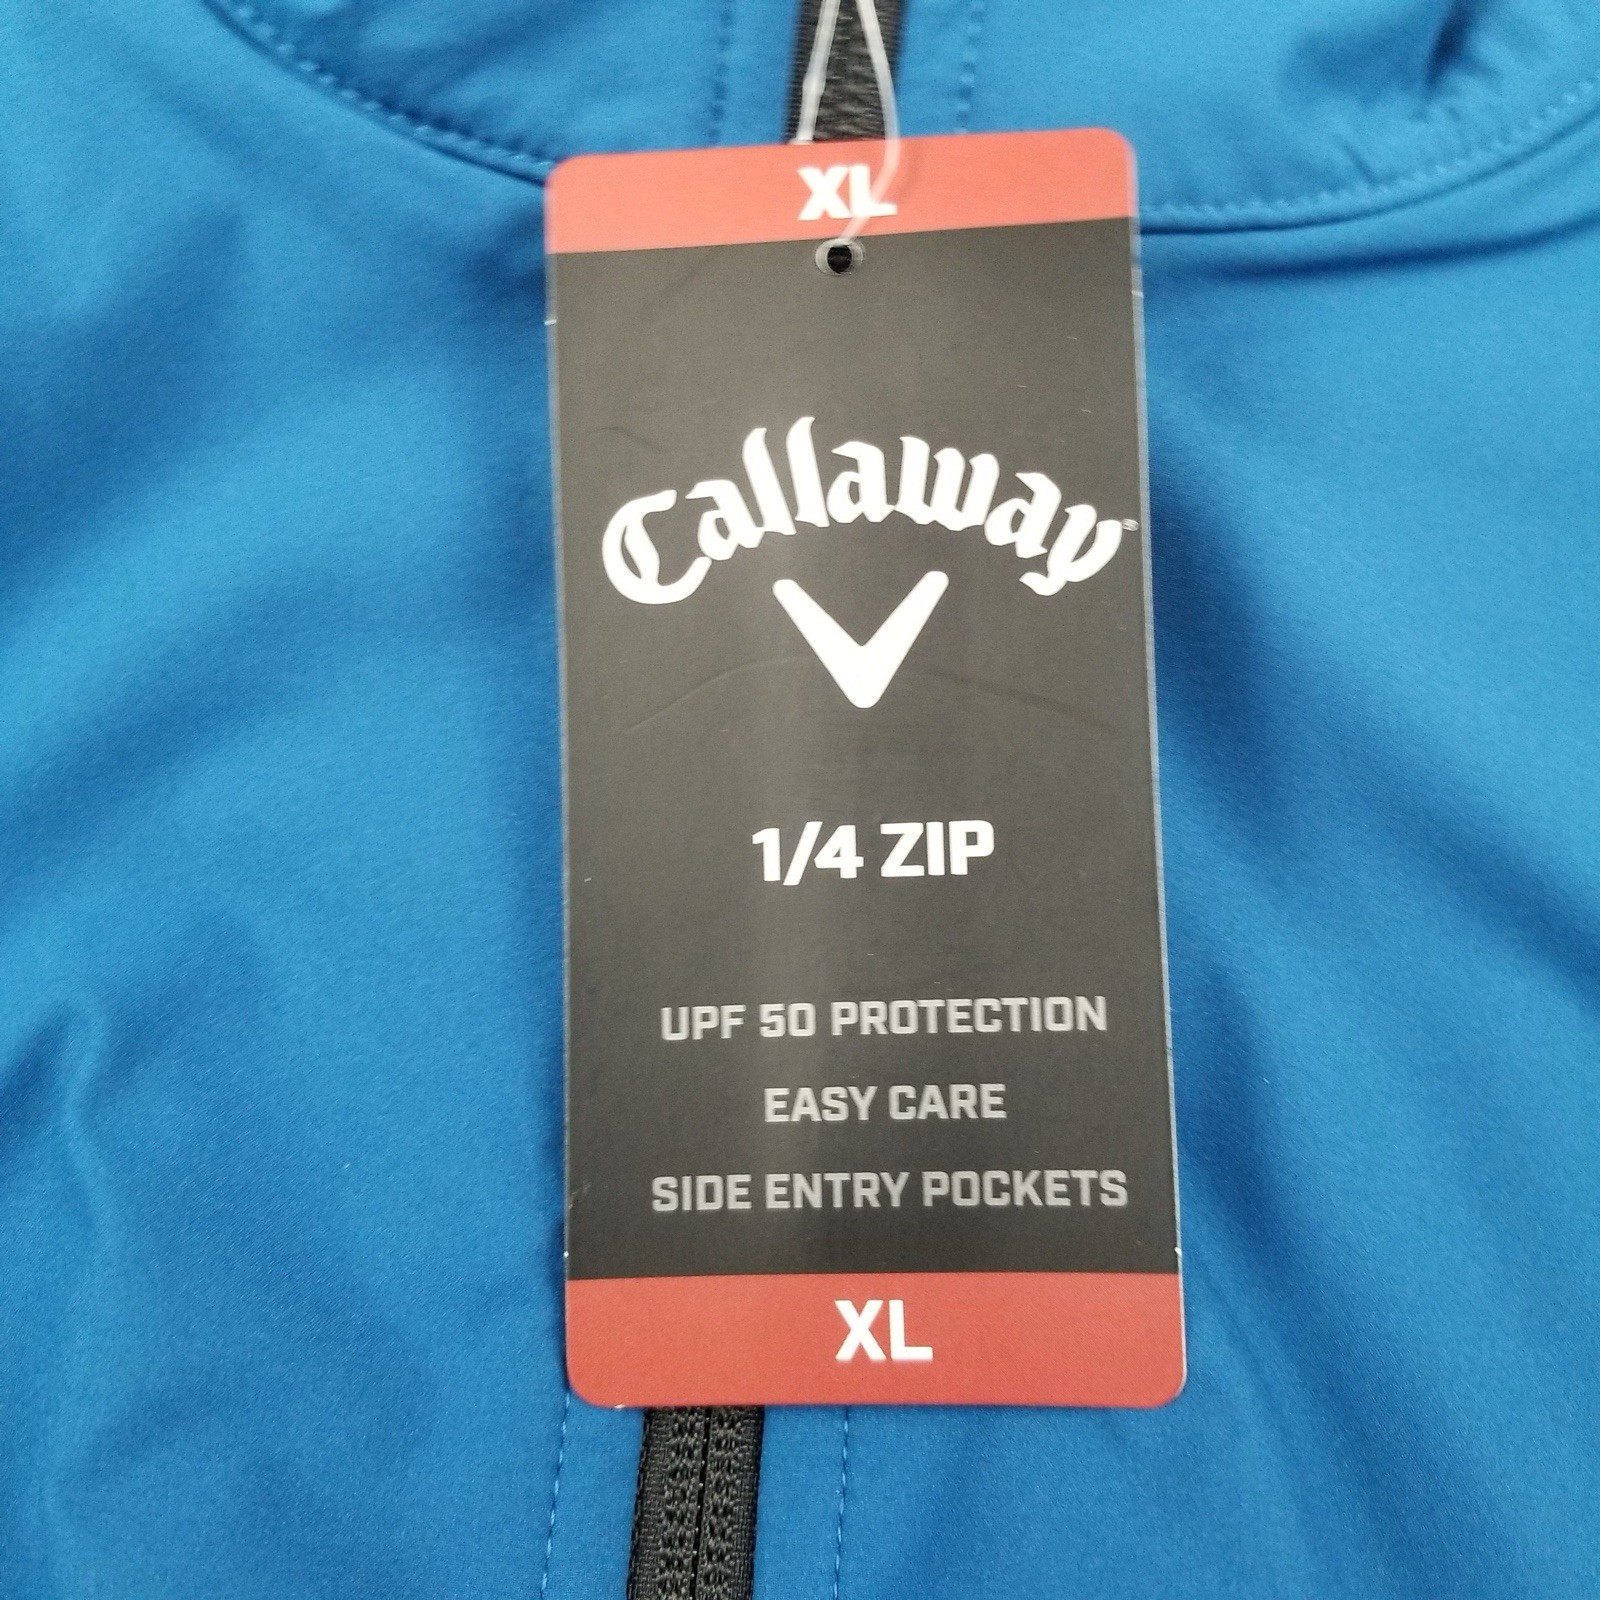 XL
Callaway®
1/4 ZIP
UPF 50 PROTECTION
EASY CARE
SIDE ENTRY POCKETS
XL